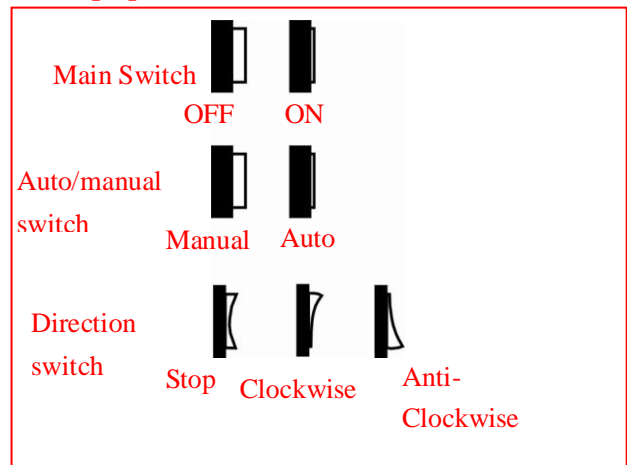 Main Switch
OFF ON
Auto/manual
switch
Manual Auto
Direction
switch
Stop Clockwise Anti-
Clockwise